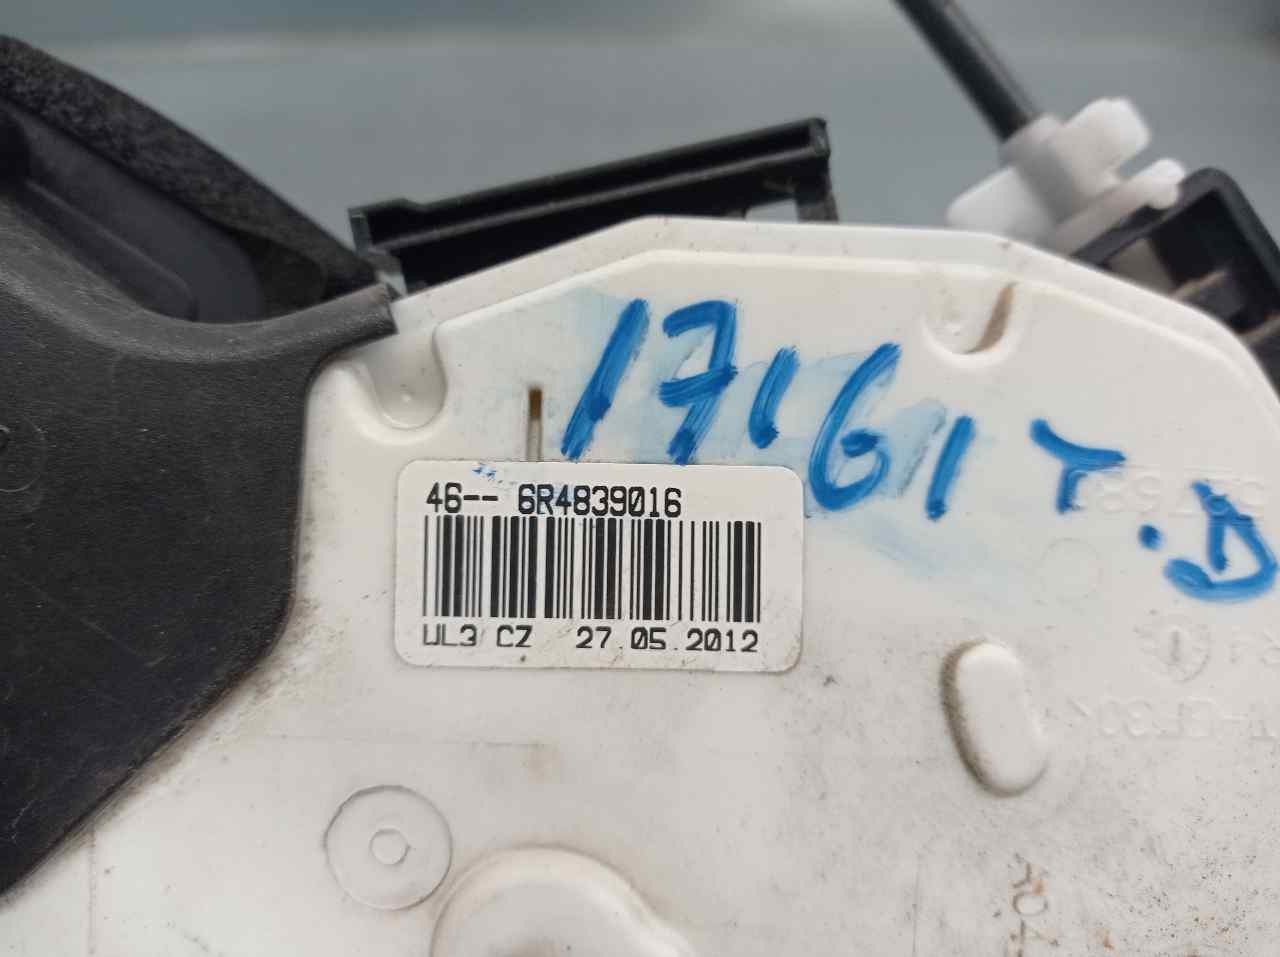 17161 T.D
46-- 6R4839016
UL3 CZ 27.05.2012